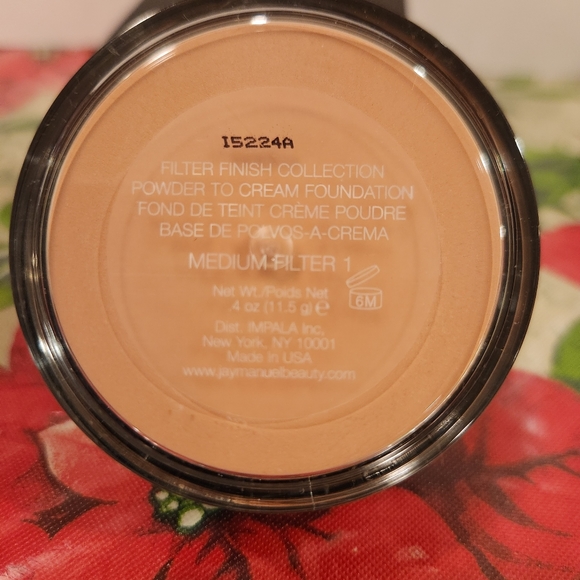 I5224A
FILTER FINISH COLLECTION
POWDER TO CREAM FOUNDATION
FOND DE TEINT CRÈME POUDRE
BASE DE POLVOS-A-CREMA
MEDIUM FILTER 1
Net Wt./Poids Net
.4 oz (11.5 g) ℮
6M
Dist. IMPALA Inc,
New York, NY 10001
Made in USA
www.jaymanuelbeauty.com